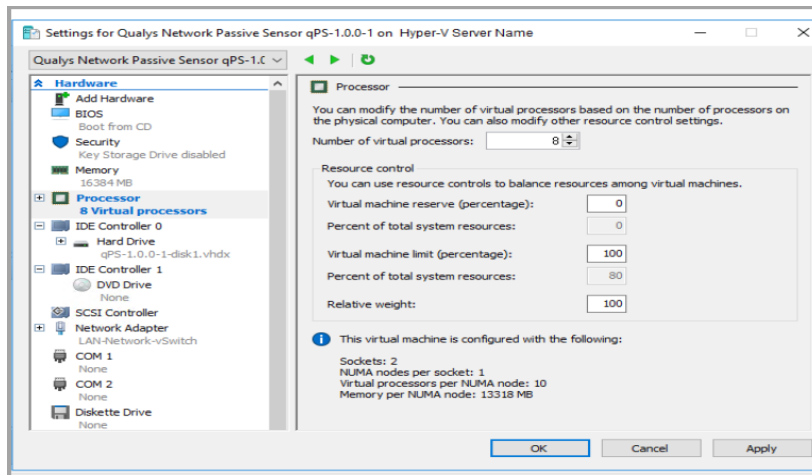 Settings for Qualys Network Passive Sensor qPS-1.0.0-1 on Hyper-V Server Name
Qualys Network Passive Sensor qPS-1.0
Hardware
Add Hardware
BIOS
Boot from CD
Security
Key Storage Drive disabled
Memory
16384 MB
Processor
8 Virtual processors
IDE Controller 0
Hard Drive
qPS-1.0.0-1-disk1.vhdx
IDE Controller 1
DVD Drive
None
SCSI Controller
Network Adapter
LAN-Network-vSwitch
COM 1
None
COM 2
None
Diskette Drive
None
Processor
You can modify the number of virtual processors based on the number of processors on
the physical computer. You can also modify other resource control settings.
Number of virtual processors: 8
Resource control
You can use resource controls to balance resources among virtual machines.
Virtual machine reserve (percentage): 0
Percent of total system resources: 0
Virtual machine limit (percentage): 100
Percent of total system resources: 80
Relative weight: 100
This virtual machine is configured with the following:
Sockets: 2
NUMA nodes per socket: 1
Virtual processors per NUMA node: 10
Memory per NUMA node: 13318 MB
OK Cancel Apply